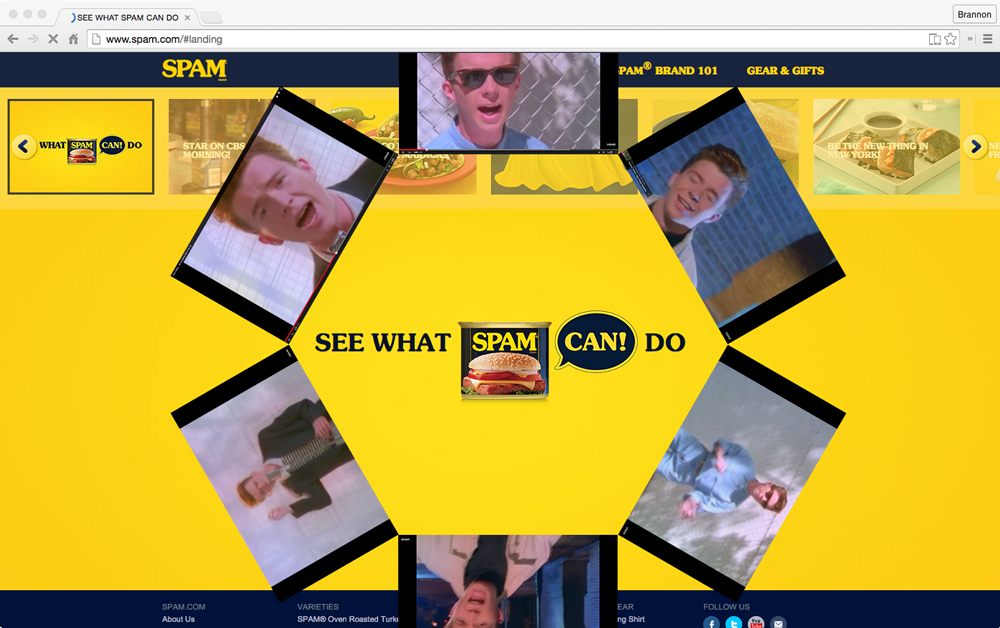 SEE WHAT SPAM CAN DO
Brannon
www.spam.com/#landing
SPAM
SPAM® BRAND 101
GEAR & GIFTS
WHAT SPAM CAN! DO
STAR ON CBS
MORNING!
BE THE NEW THING IN
NEW YORK!
SEE WHAT SPAM CAN! DO
SPAM.COM
VARIETIES
GEAR
FOLLOW US
About Us
SPAM® Oven Roasted Turke
ng Shirt